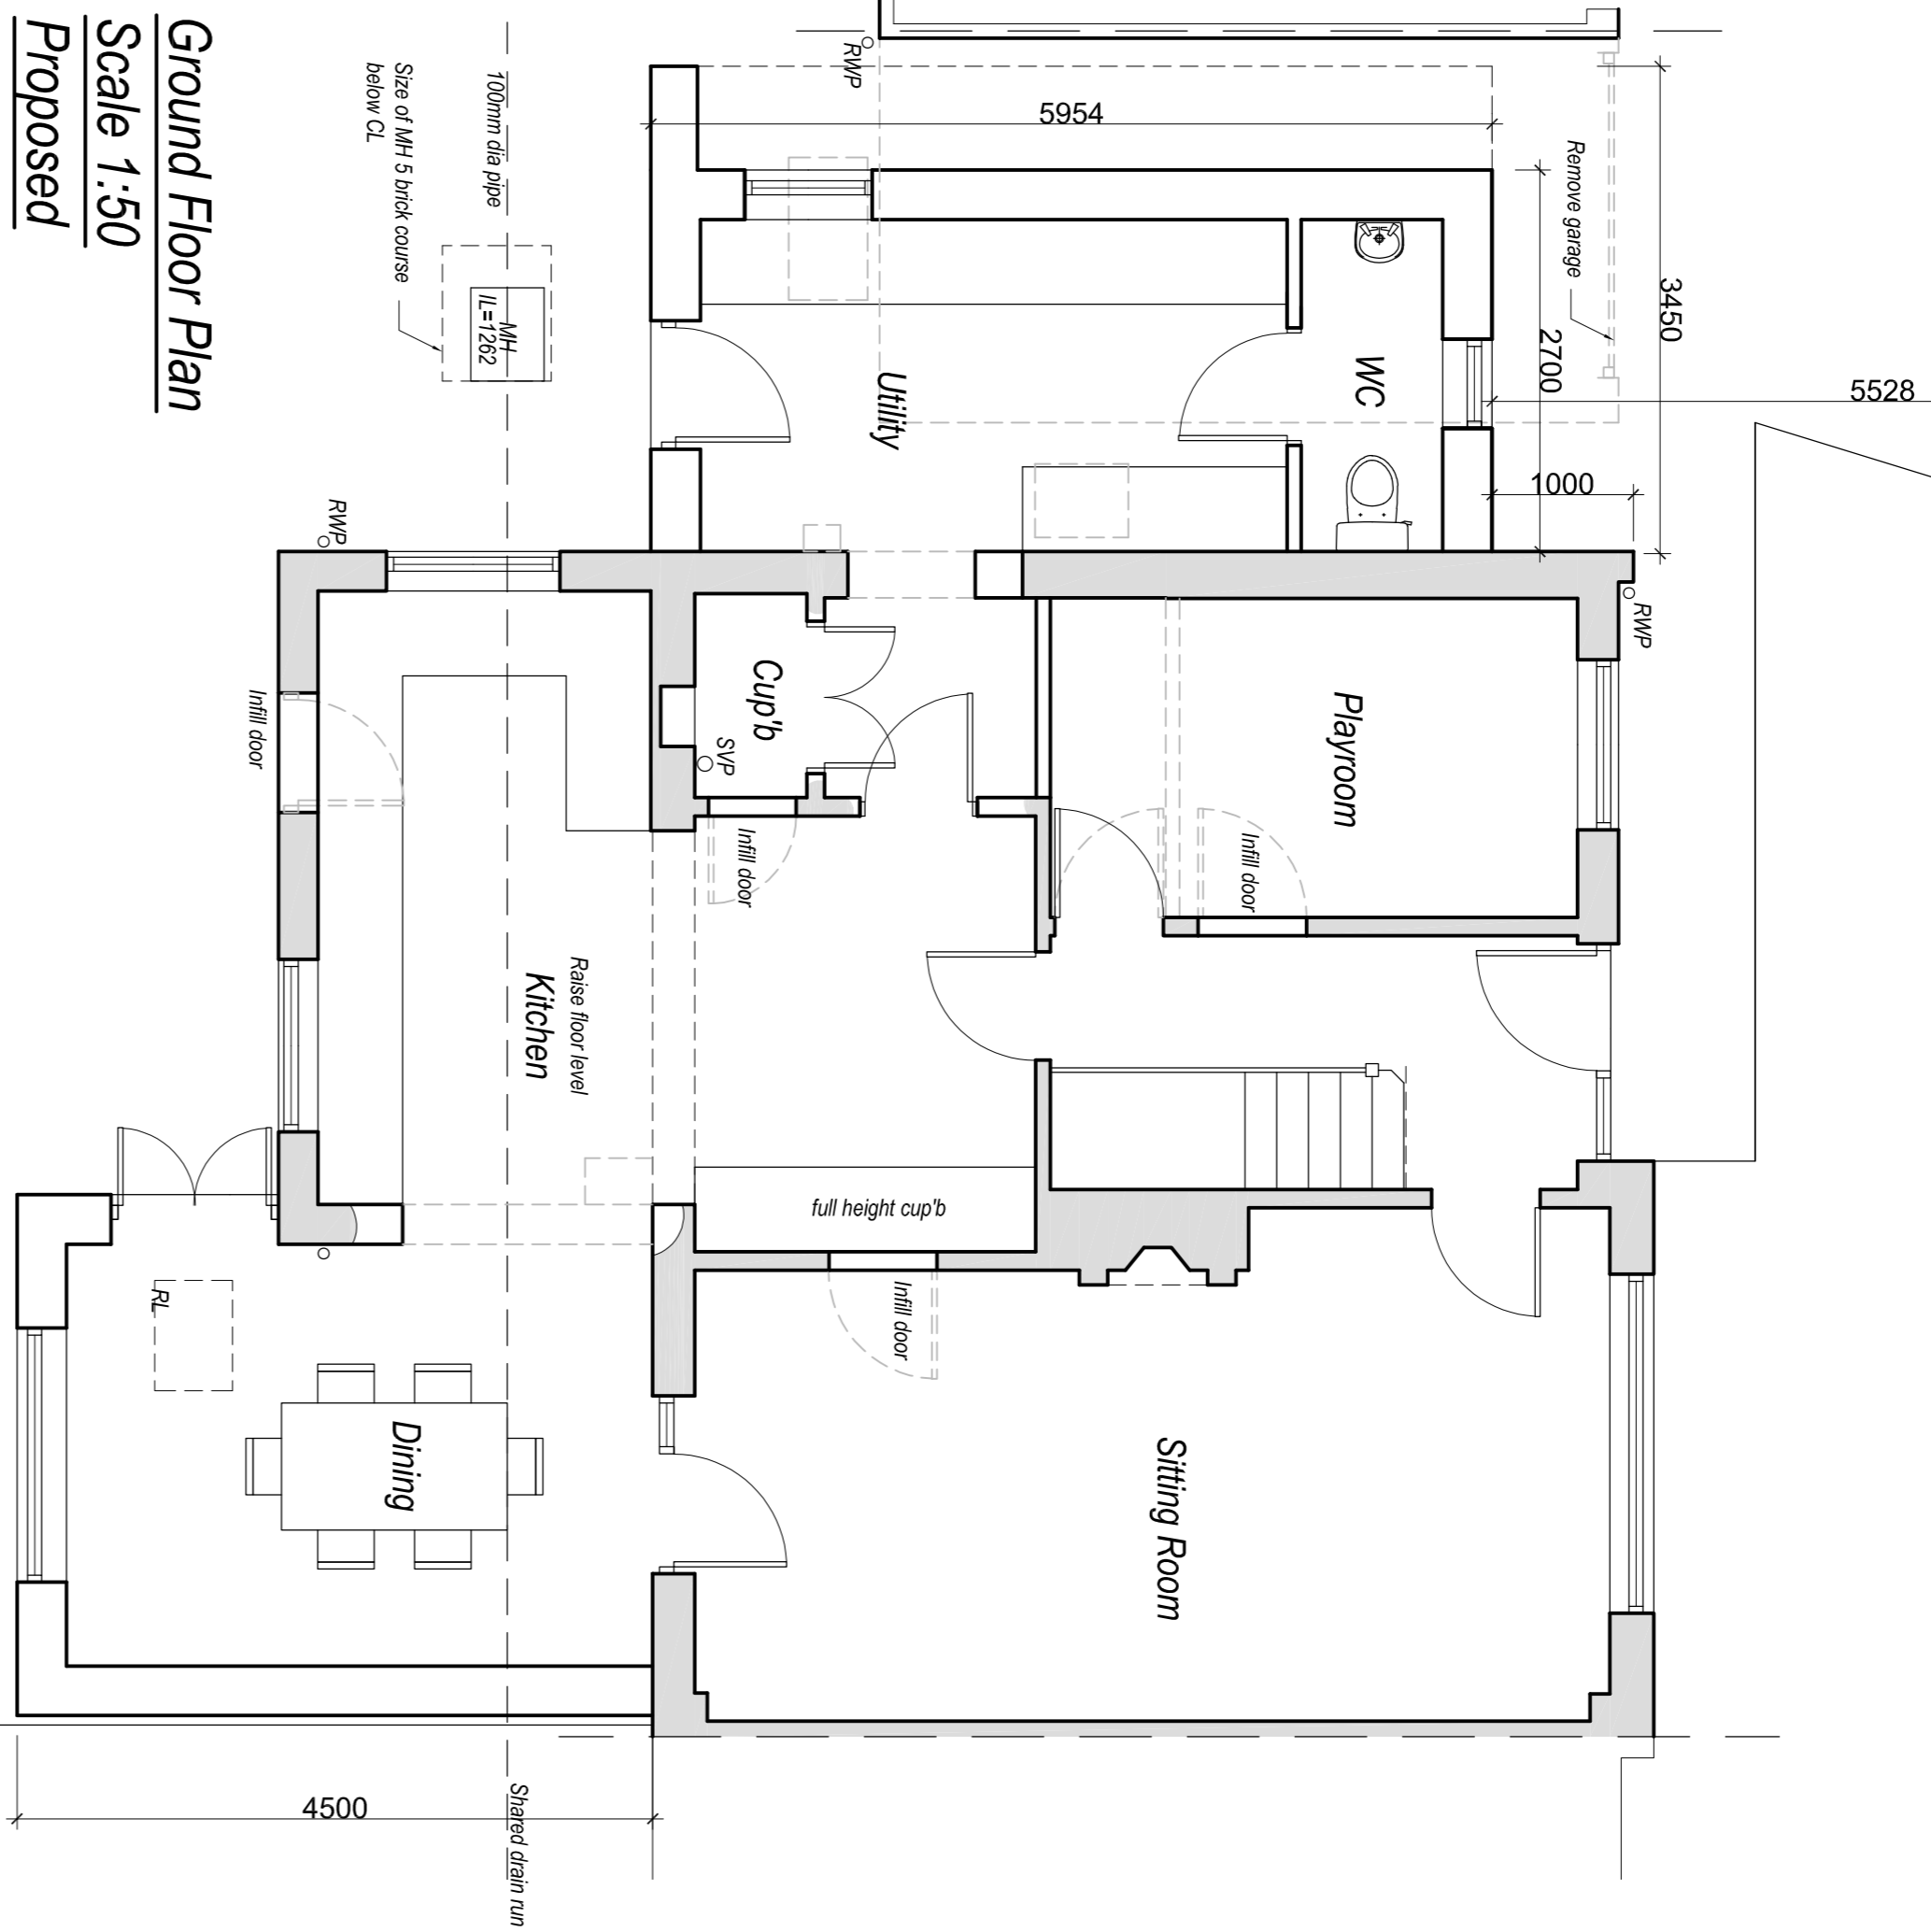 Ground Floor Plan
Scale 1:50
Proposed
100mm dia pipe
Size of MH 5 brick course
below CL
MH
IL=1262
RWP
5954
Remove garage
3450
2700
5528
1000
WC
Utility
RWP
RWP
Infill door
Cup'b
SVP
Playroom
Infill door
Infill door
Raise floor level
Kitchen
full height cup'b
Infill door
RL
Dining
Sitting Room
4500
Shared drain run